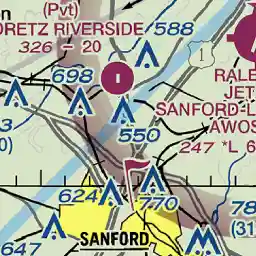 (Pvt)
ORETZ RIVERSIDE
326 - 20
588
1
698
RALE
JET
SANFORD-L
AWOS
247 *L 6
550
624
770
78
(31
SANFORD
647